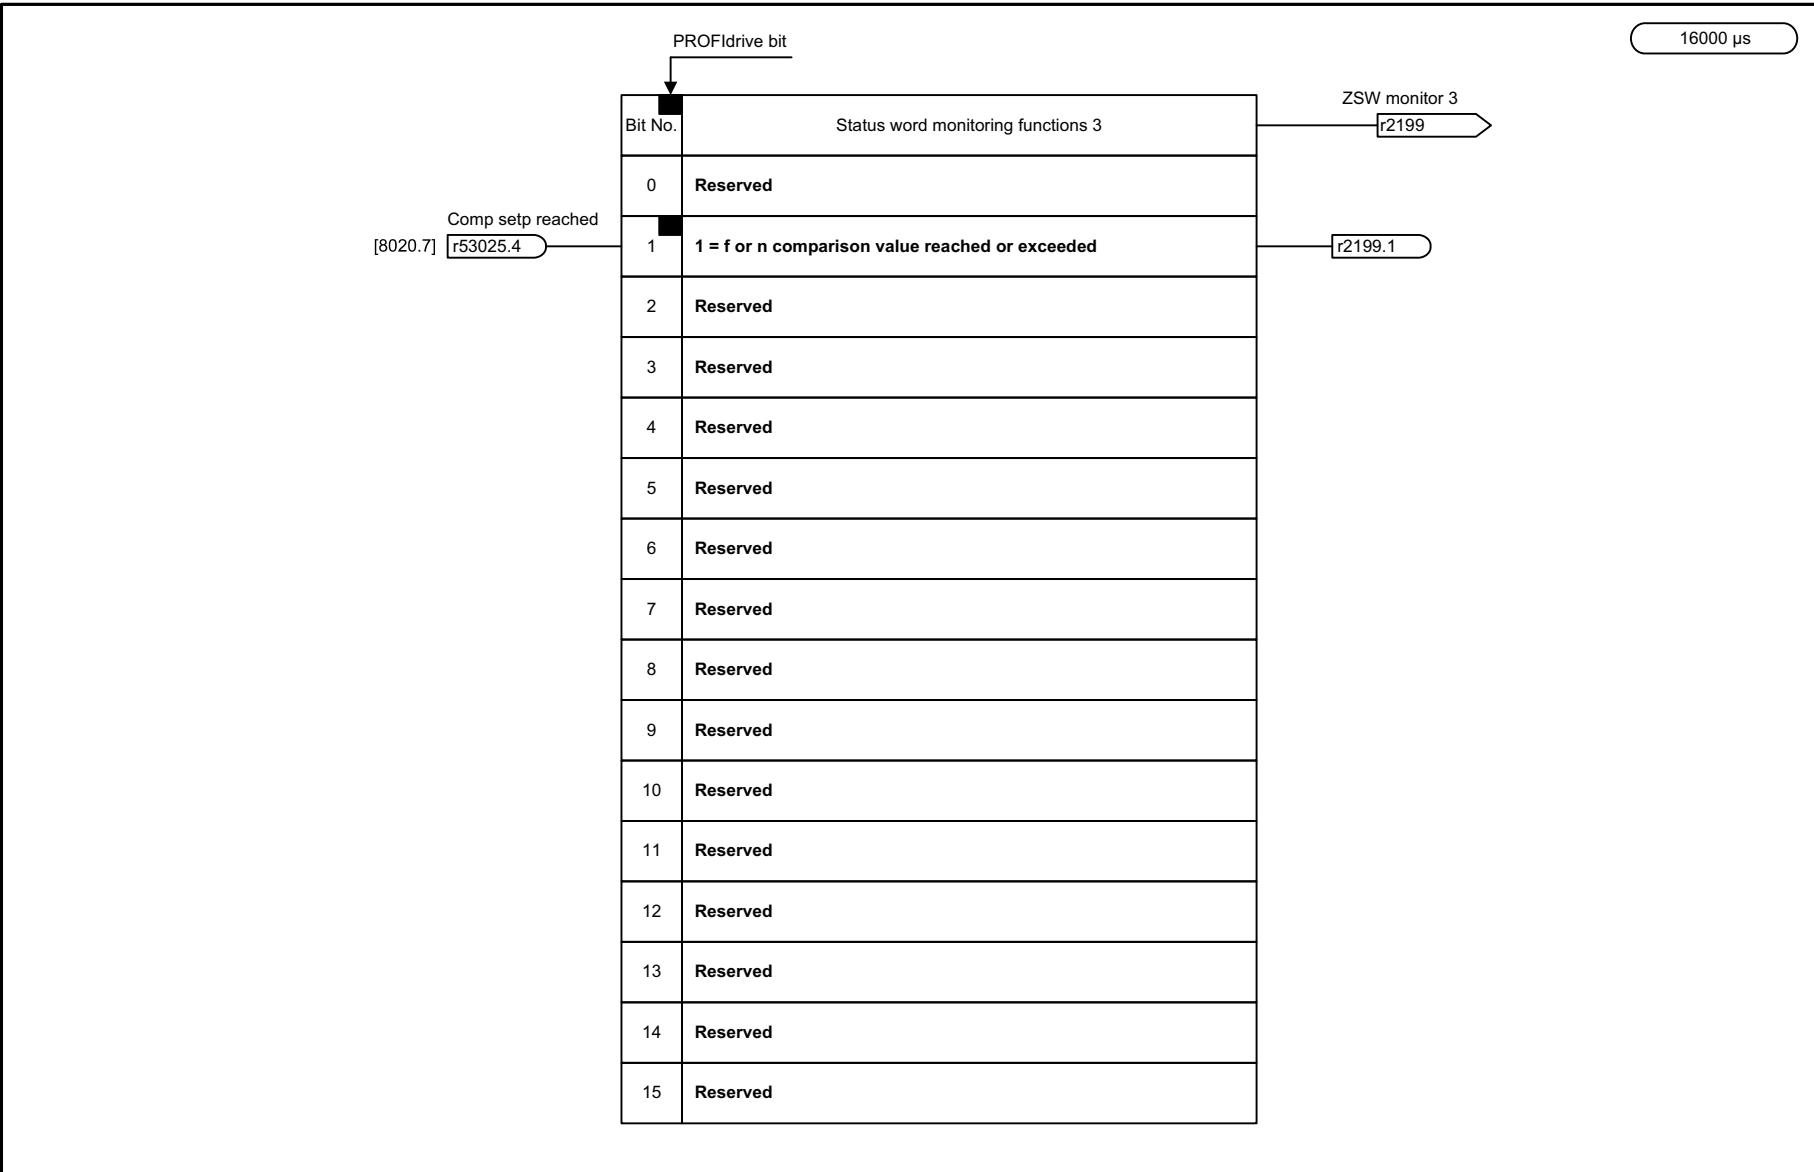 PROFIdrive bit
16000 µs
Bit No. Status word monitoring functions 3
ZSW monitor 3
r2199
0 Reserved
Comp setp reached
[8020.7] r53025.4 1 1 = f or n comparison value reached or exceeded r2199.1
2 Reserved
3 Reserved
4 Reserved
5 Reserved
6 Reserved
7 Reserved
8 Reserved
9 Reserved
10 Reserved
11 Reserved
12 Reserved
13 Reserved
14 Reserved
15 Reserved